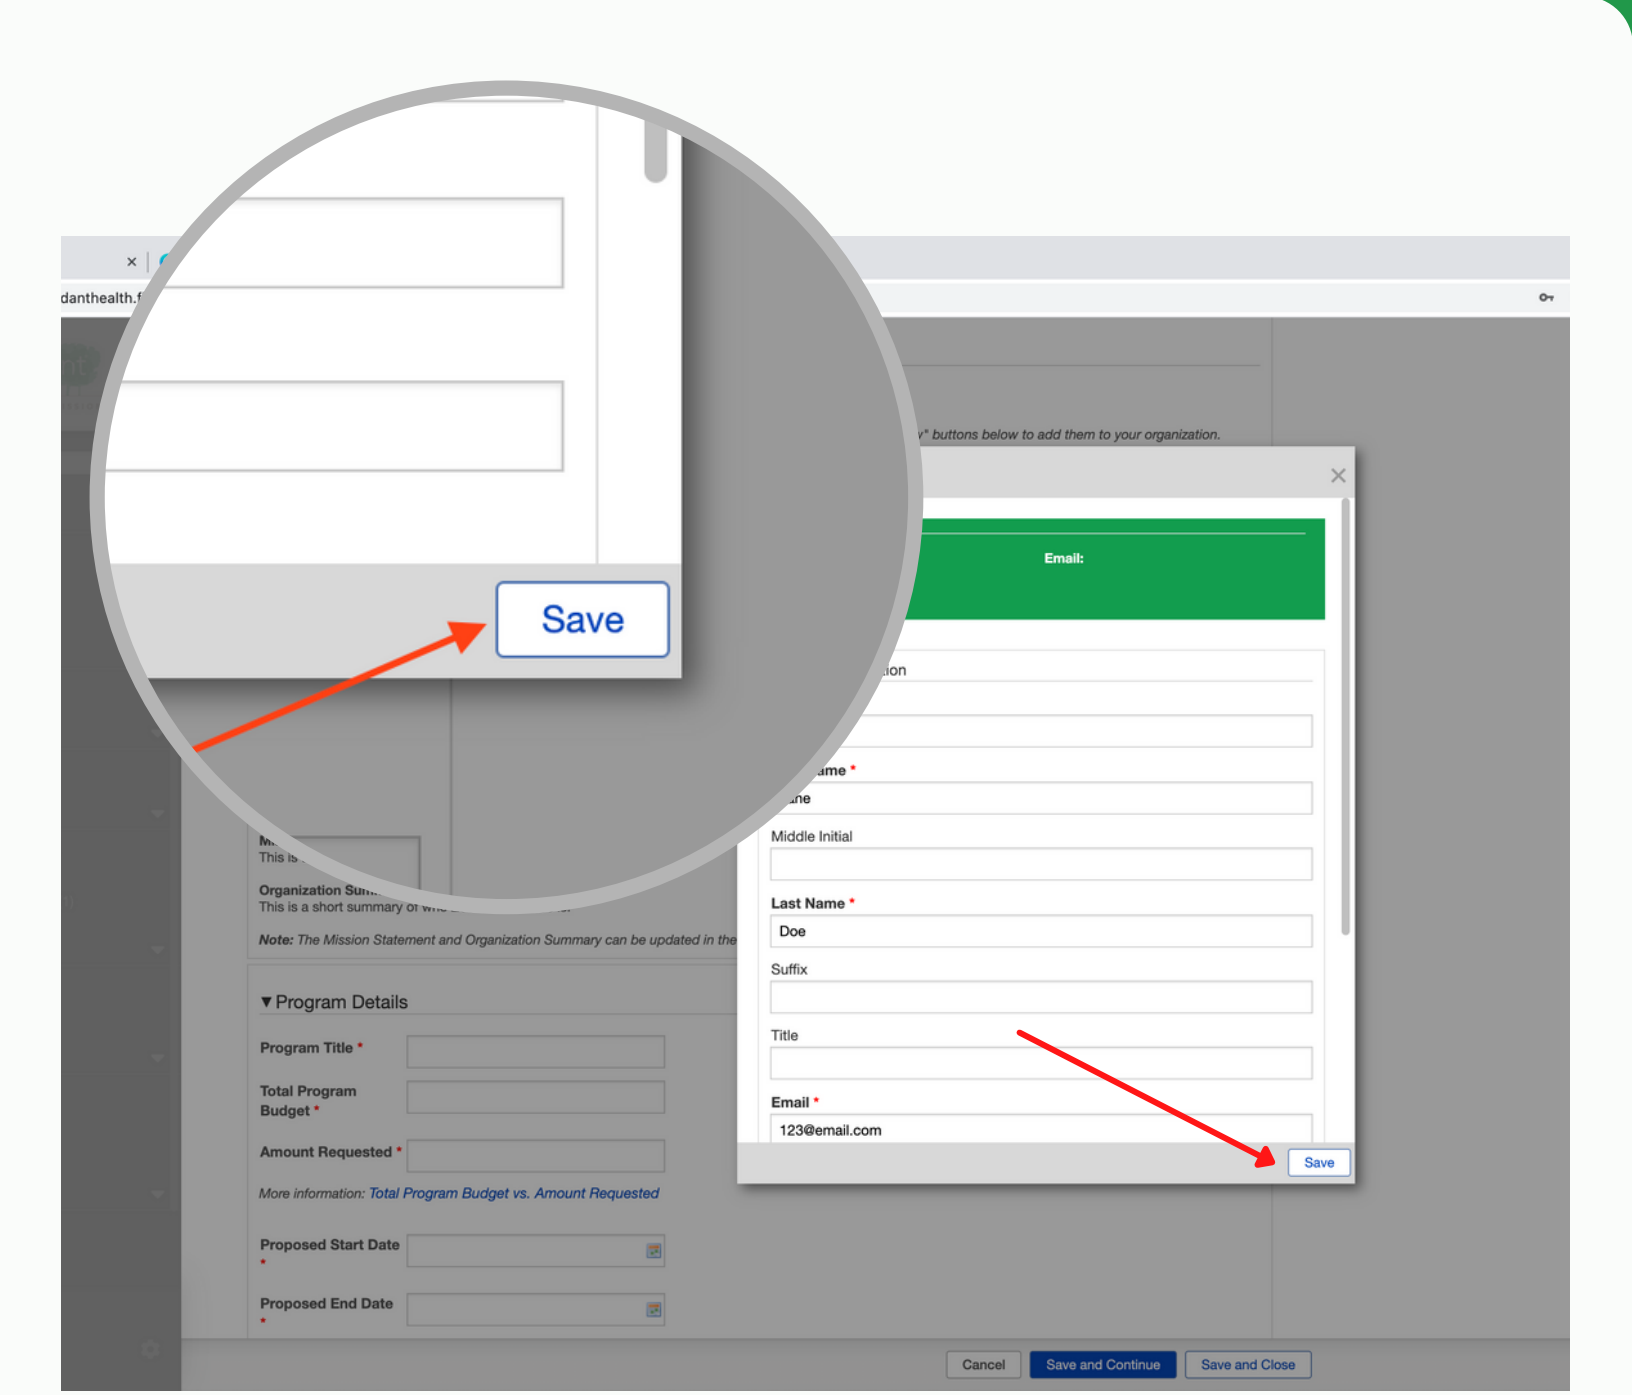 danthealth.f
buttons below to add them to your organization.
Email:
Save
Middle Initial
This is
Organization
Last Name *
This is a short summary of
Doe
Note: The Mission Statement and Organization Summary can be updated in the
Suffix
▼Program Details
Title
Program Title *
Total Program
Budget *
Email *
123@email.com
Amount Requested *
Save
More information: Total Program Budget vs. Amount Requested
Proposed Start Date
*
Proposed End Date
*
Cancel
Save and Continue
Save and Close